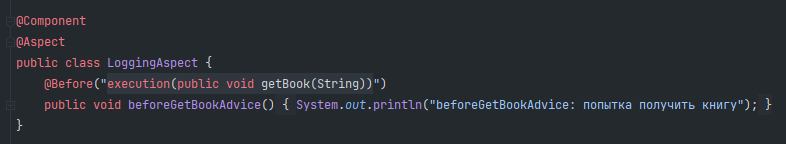 @Component
@Aspect
public class LoggingAspect {
@Before("execution(public void getBook(String))")
public void beforeGetBookAdvice() { System.out.println("beforeGetBookAdvice: попытка получить книгу"); }
}